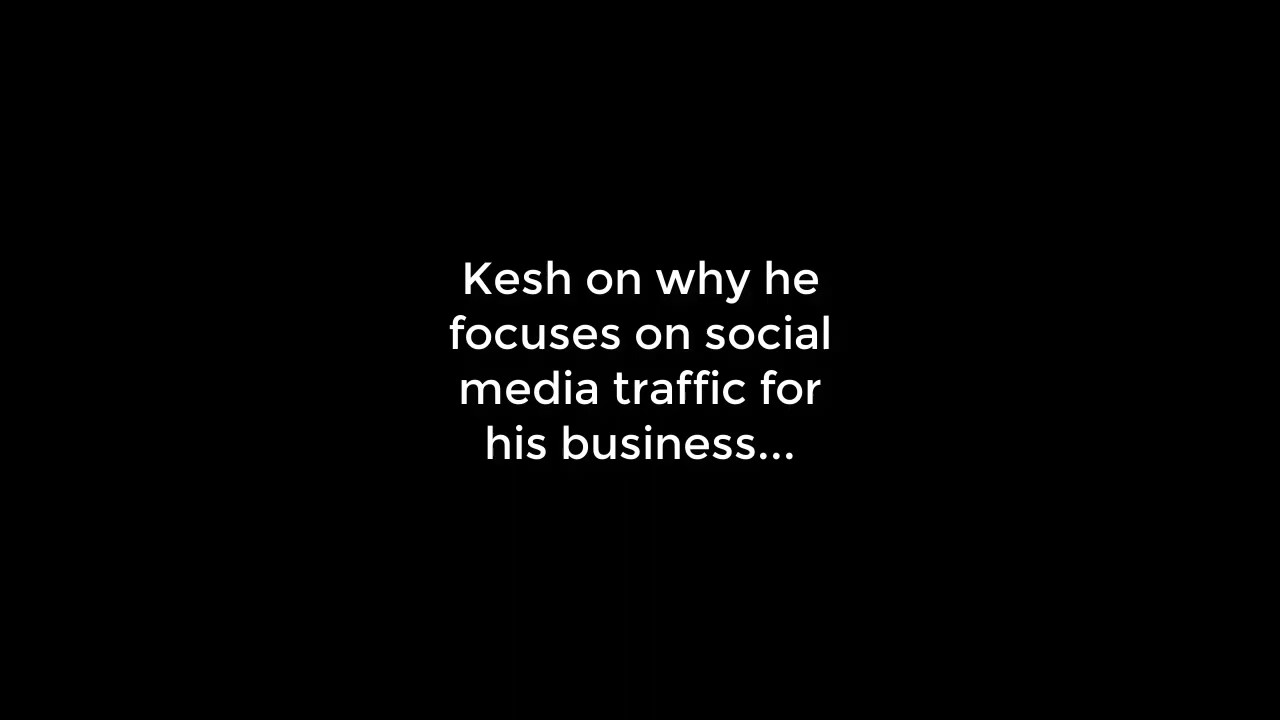 Kesh on why he
focuses on social
media traffic for
his business...